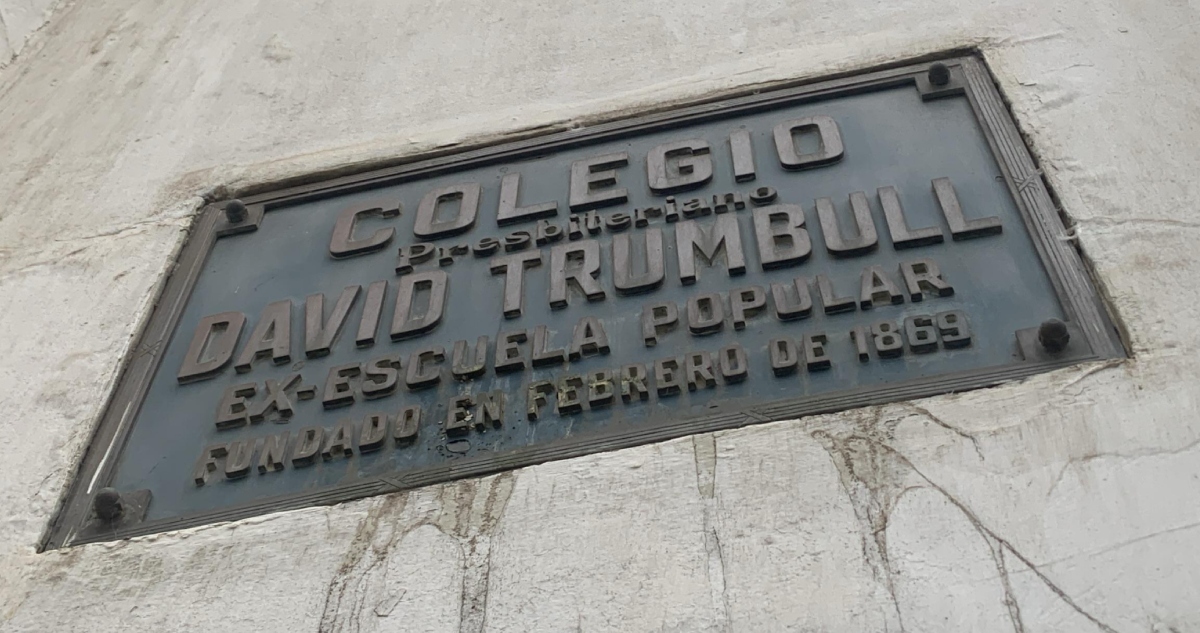 COLEGIO
Presbiteriano
DAVID TRUMBULL
EX-ESCUELA POPULAR
FUNDADO EN FEBRERO DE 1869